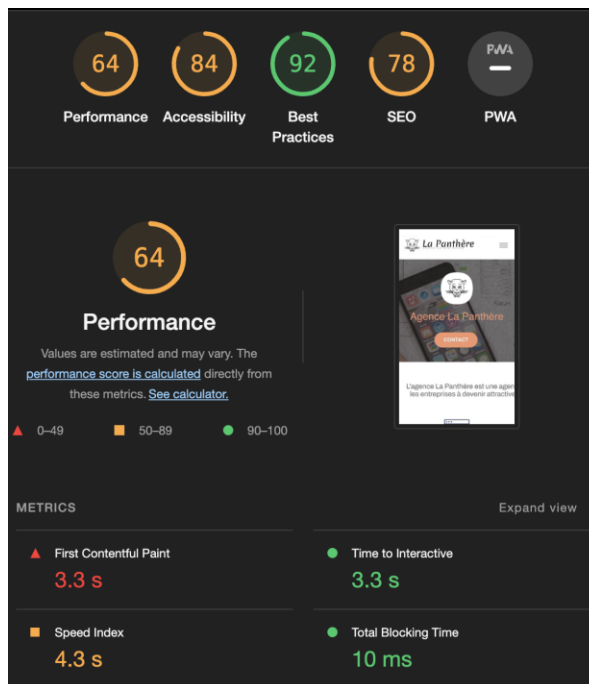 64
84
92
78
PWA
Performance
Accessibility
Best
Practices
SEO
PWA
64
Performance
Values are estimated and may vary. The
performance score is calculated directly from
these metrics. See calculator.
0–49
50–89
90–100
La Panthère
Agence La Panthère
CONTACT
L'agence La Panthère est une agen
les entreprises à devenir attractive
METRICS
Expand view
First Contentful Paint
3.3 s
Time to Interactive
3.3 s
Speed Index
4.3 s
Total Blocking Time
10 ms